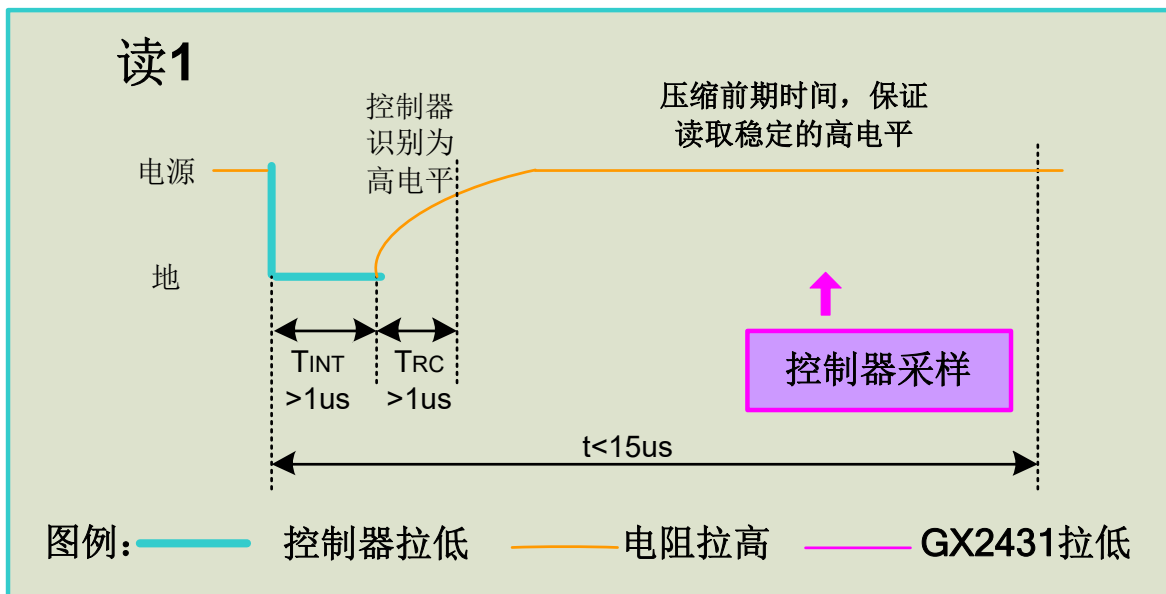 读1
控制器
识别为
高电平
压缩前期时间，保证
读取稳定的高电平
电源
地
TINT
>1us
TRC
>1us
控制器采样
t<15us
图例： 控制器拉低 电阻拉高 GX2431拉低